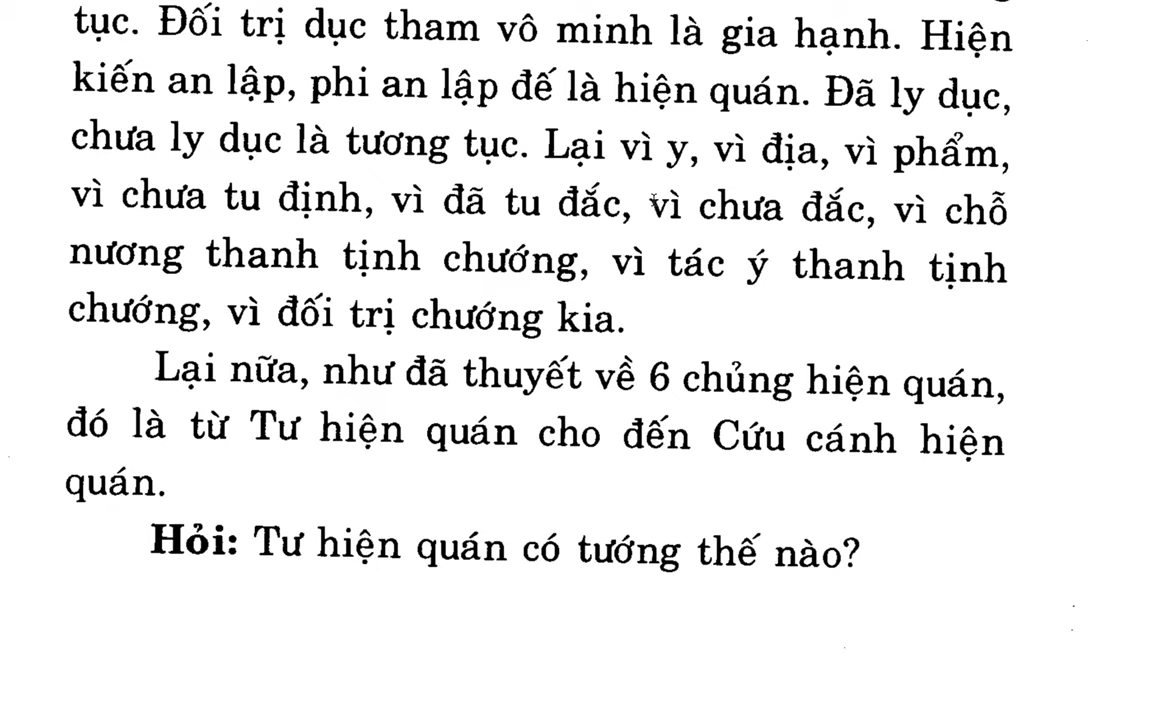 tục. Đối trị dục tham vô minh là gia hạnh. Hiện
kiến an lập, phi an lập đế là hiện quán. Đã ly dục,
chưa ly dục là tương tục. Lại vì y, vì địa, vì phẩm,
vì chưa tu định, vì đã tu đắc, vì chưa đắc, vì chỗ
nương thanh tịnh chướng, vì tác ý thanh tịnh
chướng, vì đối trị chướng kia.
Lại nữa, như đã thuyết về 6 chủng hiện quán,
đó là từ Tư hiện quán cho đến Cứu cánh hiện
quán.
Hỏi: Tư hiện quán có tướng thế nào?